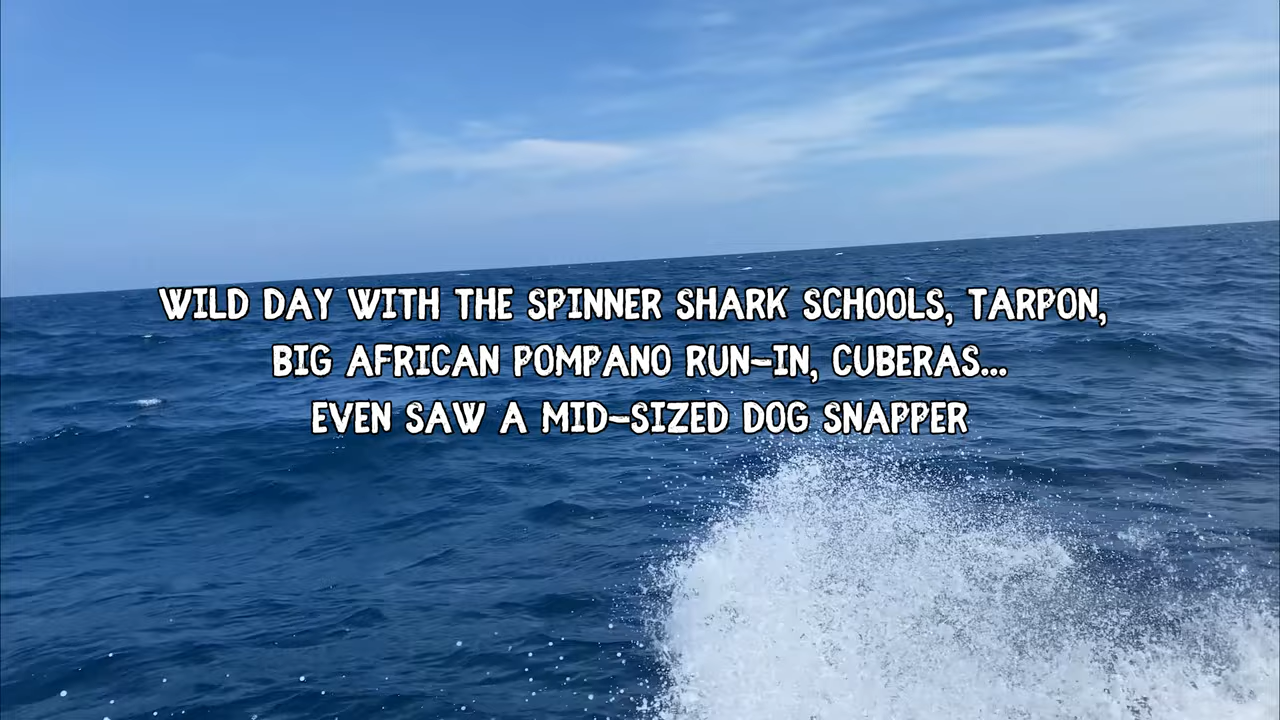 WILD DAY WITH THE SPINNER SHARK SCHOOLS, TARPON,
BIG AFRICAN POMPANO RUN-IN, CUBERAS...
EVEN SAW A MID-SIZED DOG SNAPPER